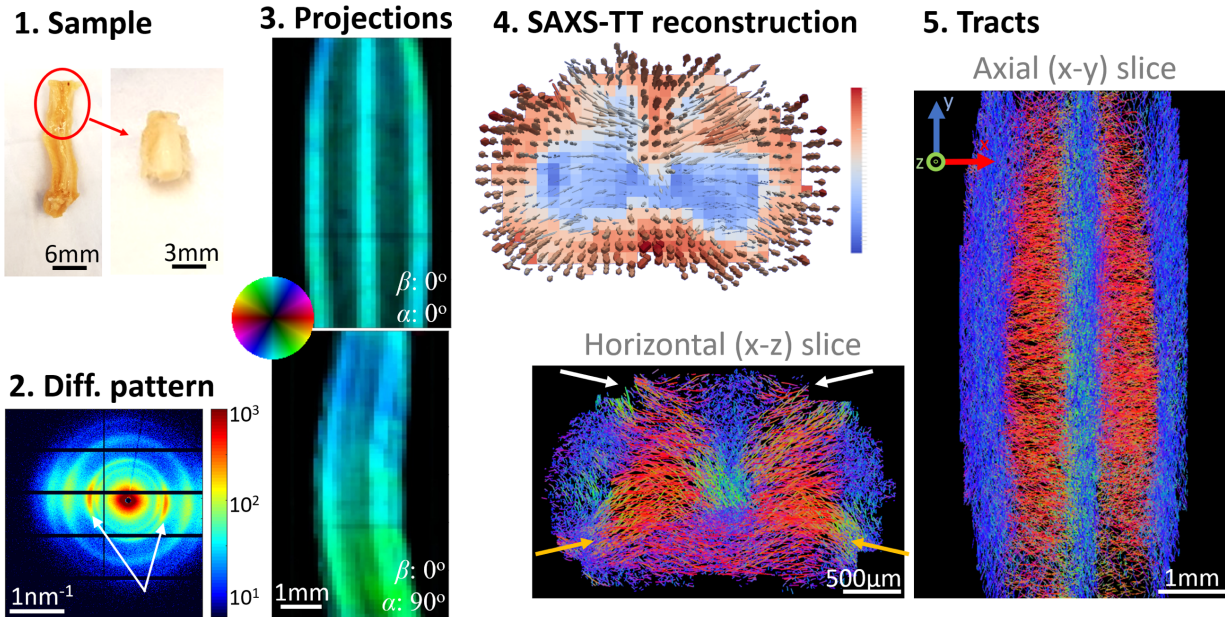 1. Sample
6mm
3mm
2. Diff. pattern
10³
10²
10¹
1nm⁻¹
3. Projections
β: 0°
α: 0°
β: 0°
α: 90°
1mm
4. SAXS-TT reconstruction
Horizontal (x-z) slice
500μm
5. Tracts
Axial (x-y) slice
y
z
x
1mm